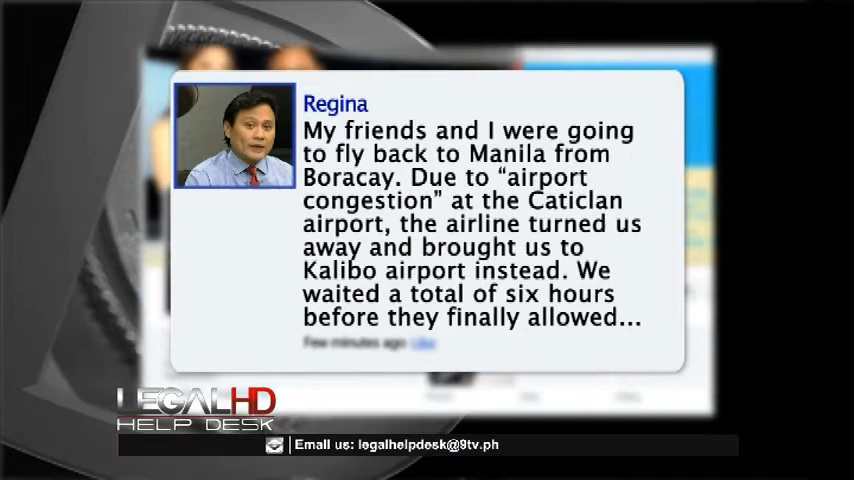 Regina
My friends and I were going
to fly back to Manila from
Boracay. Due to “airport
congestion” at the Caticlan
airport, the airline turned us
away and brought us to
Kalibo airport instead. We
waited a total of six hours
before they finally allowed...
Few minutes ago Like
LEGALHD
HELP DESK
Email us: legalhelpdesk@9tv.ph